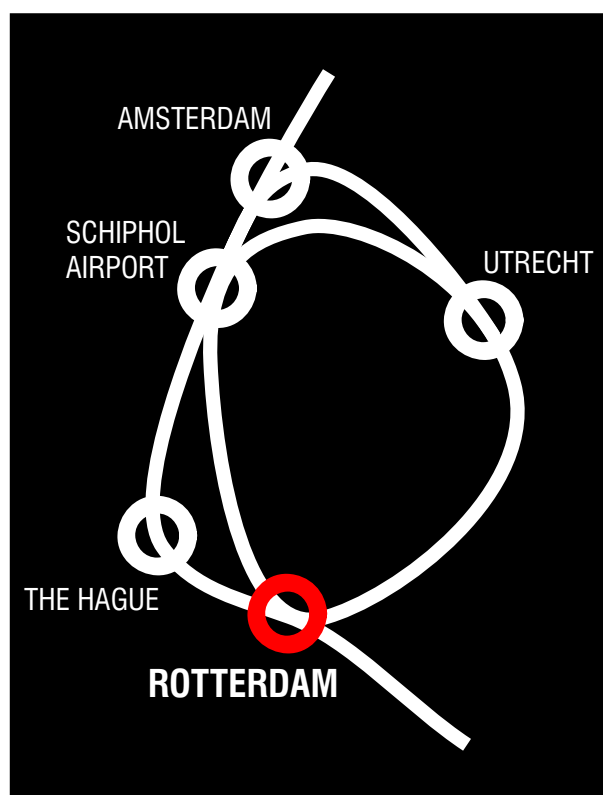 AMSTERDAM
SCHIPHOL
AIRPORT
UTRECHT
THE HAGUE
ROTTERDAM